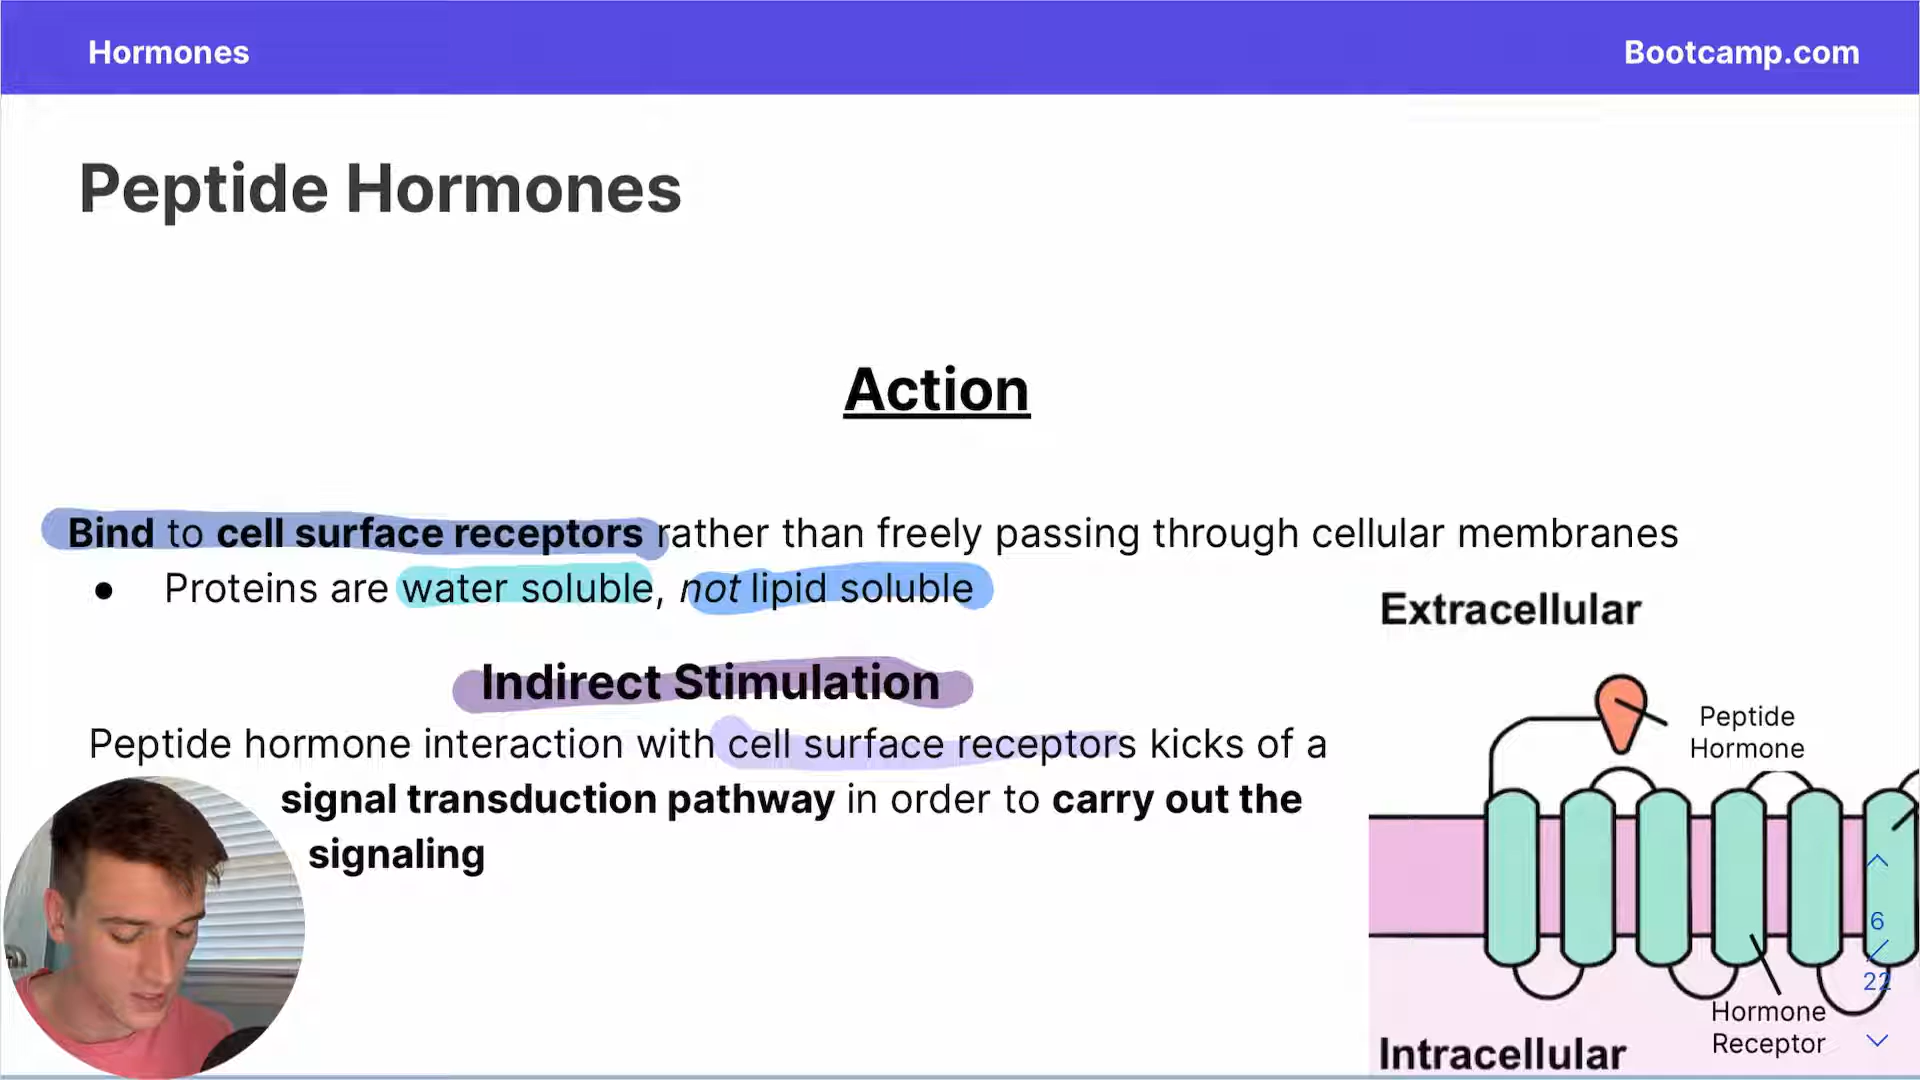 Hormones
Bootcamp.com
Peptide Hormones
Action
Bind to cell surface receptors rather than freely passing through cellular membranes
● Proteins are water soluble, not lipid soluble
Indirect Stimulation
Peptide hormone interaction with cell surface receptors kicks of a
signal transduction pathway in order to carry out the
signaling
Extracellular
Peptide
Hormone
Hormone
Receptor
Intracellular
6
/
22